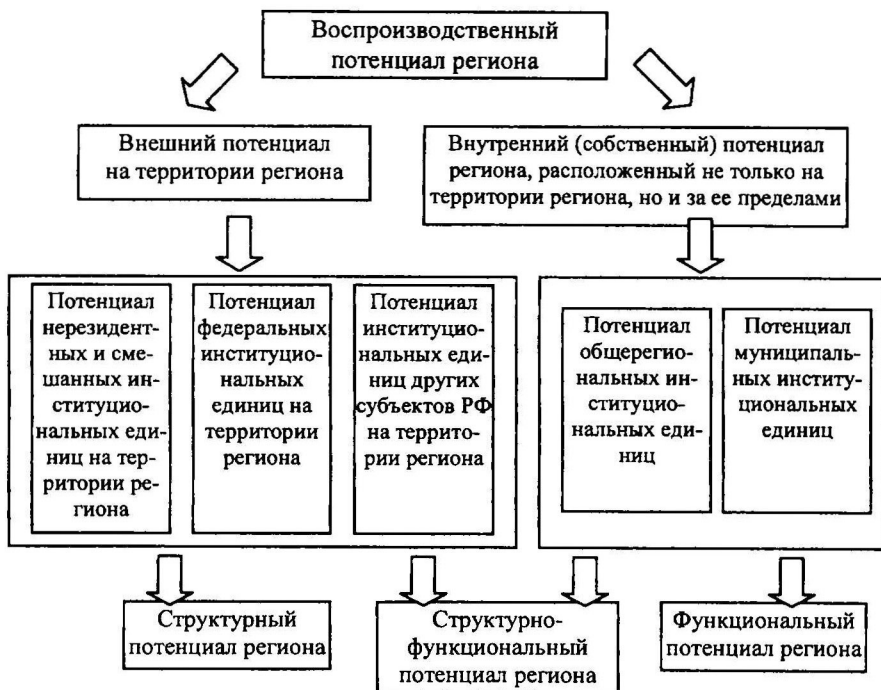 Воспроизводственный
потенциал региона
Внешний потенциал
на территории региона
Внутренний (собственный) потенциал
региона, расположенный не только на
территории региона, но и за ее пределами
Потенциал
нерезидент-
ных и сме-
шанных ин-
ституцио-
нальных еди-
ниц на тер-
ритории ре-
гиона
Потенциал
федеральных
институцио-
нальных
единиц на
территории
региона
Потенциал
институцио-
нальных еди-
ниц других
субъектов РФ
на террито-
рии региона
Потенциал
общерегио-
нальных ин-
ституцио-
нальных еди-
ниц
Потенциал
муниципаль-
ных институ-
циональных
единиц
Структурный
потенциал региона
Структурно-
функциональный
потенциал региона
Функциональный
потенциал региона